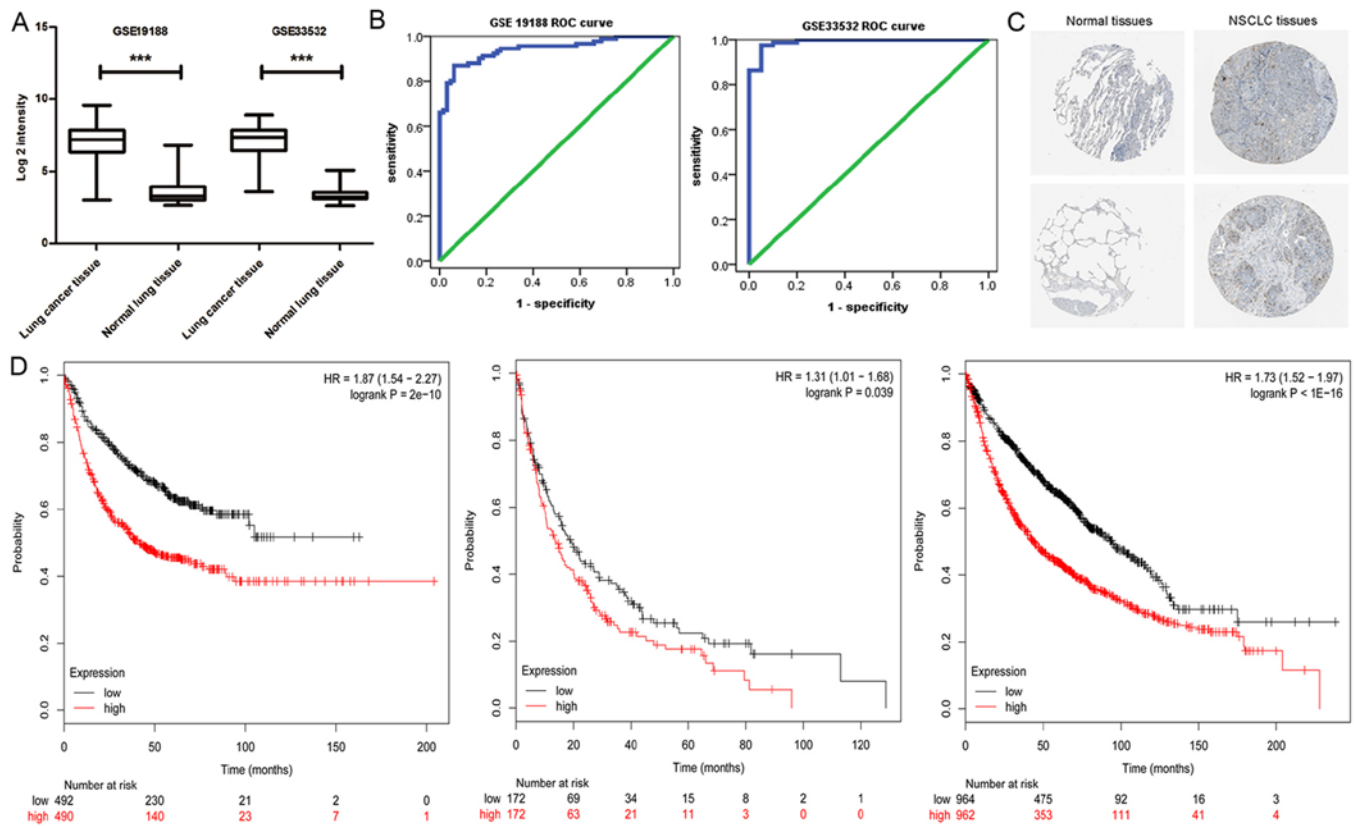 A
GSE19188
GSE33532
***
***
Log 2 intensity
15
10
5
0
Lung cancer tissue
Normal lung tissue
Lung cancer tissue
Normal lung tissue
B
GSE 19188 ROC curve
sensitivity
1.0
0.8
0.6
0.4
0.2
0.0
0.0 0.2 0.4 0.6 0.8 1.0
1 - specificity
GSE33532 ROC curve
sensitivity
1.0
0.8
0.6
0.4
0.2
0.0
0.0 0.2 0.4 0.6 0.8 1.0
1 - specificity
C
Normal tissues
NSCLC tissues
D
HR = 1.87 (1.54 − 2.27)
logrank P = 2e−10
Probability
1.0
0.8
0.6
0.4
0.2
0.0
Expression
low
high
0 50 100 150 200
Time (months)
Number at risk
low 492 230 21 2 0
high 490 140 23 7 1
HR = 1.31 (1.01 − 1.68)
logrank P = 0.039
Probability
1.0
0.8
0.6
0.4
0.2
0.0
Expression
low
high
0 20 40 60 80 100 120
Time (months)
Number at risk
low 172 69 34 15 8 2 1
high 172 63 21 11 3 0 0
HR = 1.73 (1.52 − 1.97)
logrank P < 1E−16
Probability
1.0
0.8
0.6
0.4
0.2
0.0
Expression
low
high
0 50 100 150 200
Time (months)
Number at risk
low 964 475 92 16 3
high 962 353 111 41 4